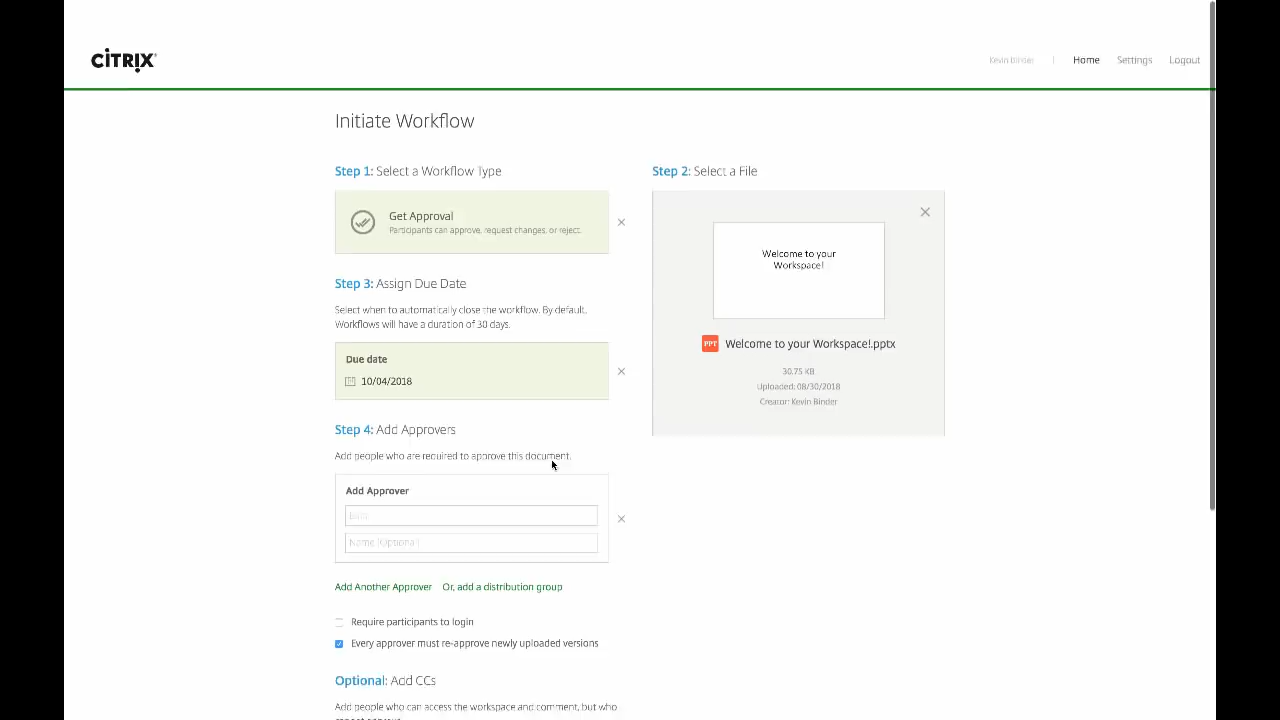 CITRIX
Kevin Binder | Home Settings Logout
Initiate Workflow
Step 1: Select a Workflow Type
Get Approval
Participants can approve, request changes, or reject.
Step 2: Select a File
Welcome to your
Workspace!
PPT Welcome to your Workspace!.pptx
30.75 KB
Uploaded: 08/30/2018
Creator: Kevin Binder
Step 3: Assign Due Date
Select when to automatically close the workflow. By default,
Workflows will have a duration of 30 days.
Due date
10/04/2018
Step 4: Add Approvers
Add people who are required to approve this document.
Add Approver
Email
Name (Optional)
Add Another Approver Or, add a distribution group
Require participants to login
Every approver must re-approve newly uploaded versions
Optional: Add CCs
Add people who can access the workspace and comment, but who